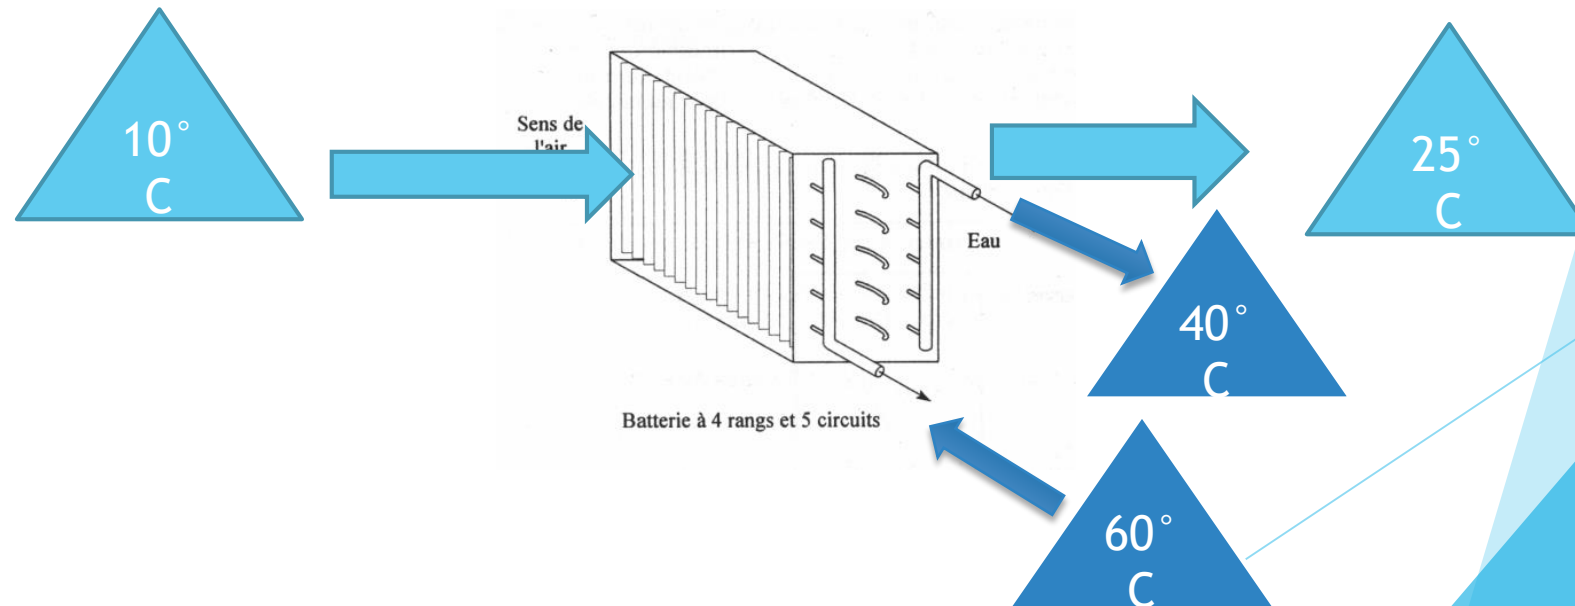 10°
C
Sens de
l'air
25°
C
Eau
40°
C
Batterie à 4 rangs et 5 circuits
60°
C